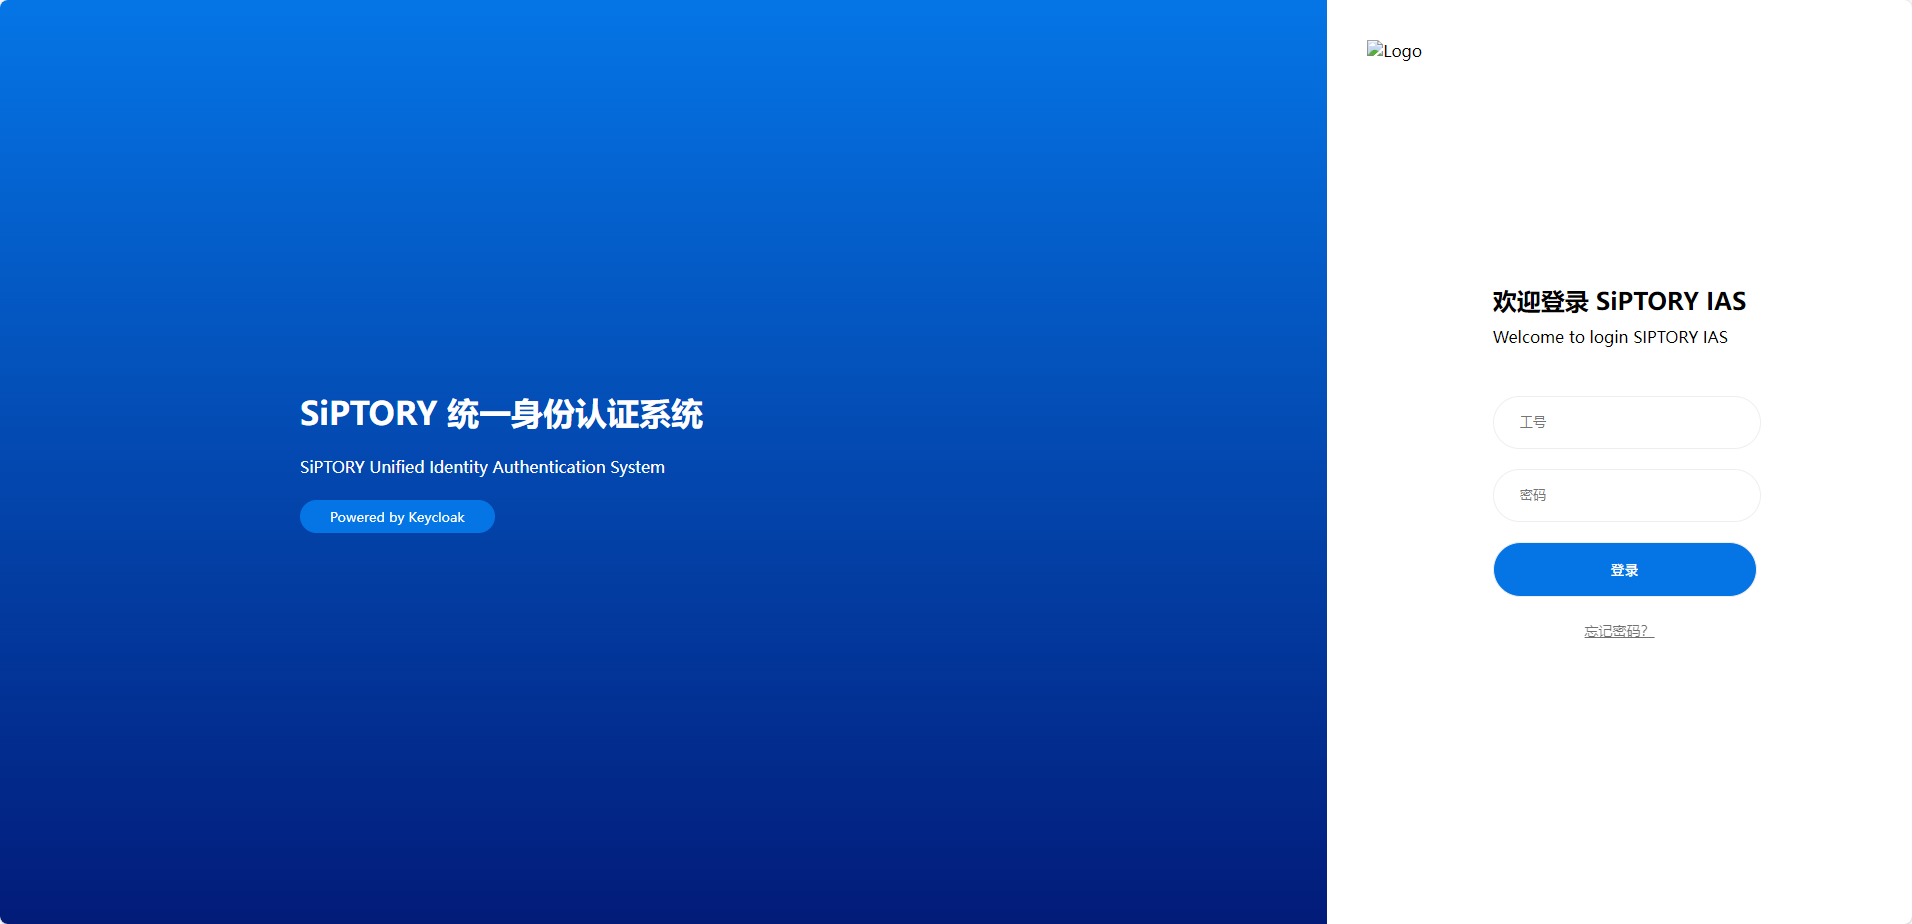 SiPTORY 统一身份认证系统
SiPTORY Unified Identity Authentication System
Powered by Keycloak
Logo
欢迎登录 SiPTORY IAS
Welcome to login SIPTORY IAS
工号
密码
登录
忘记密码？